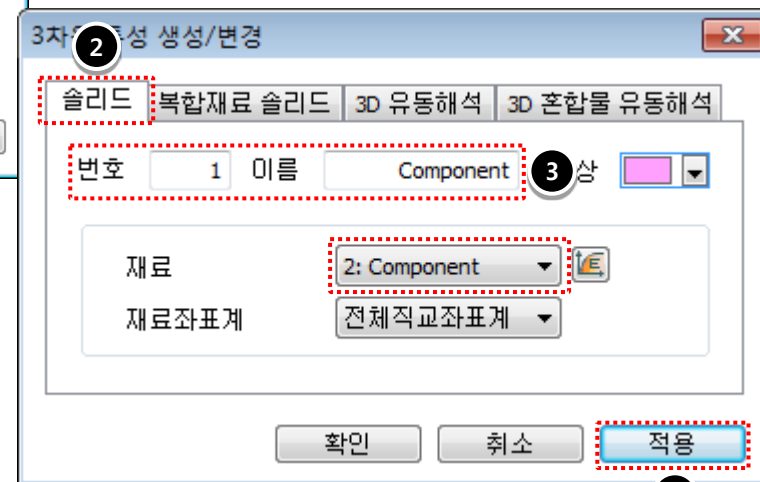 3차 특성 생성/변경
2
솔리드 복합재료 솔리드 3D 유동해석 3D 혼합물 유동해석
번호 1 이름 Component 3 상
재료 2: Component E
재료좌표계 전체직교좌표계
확인 취소 적용